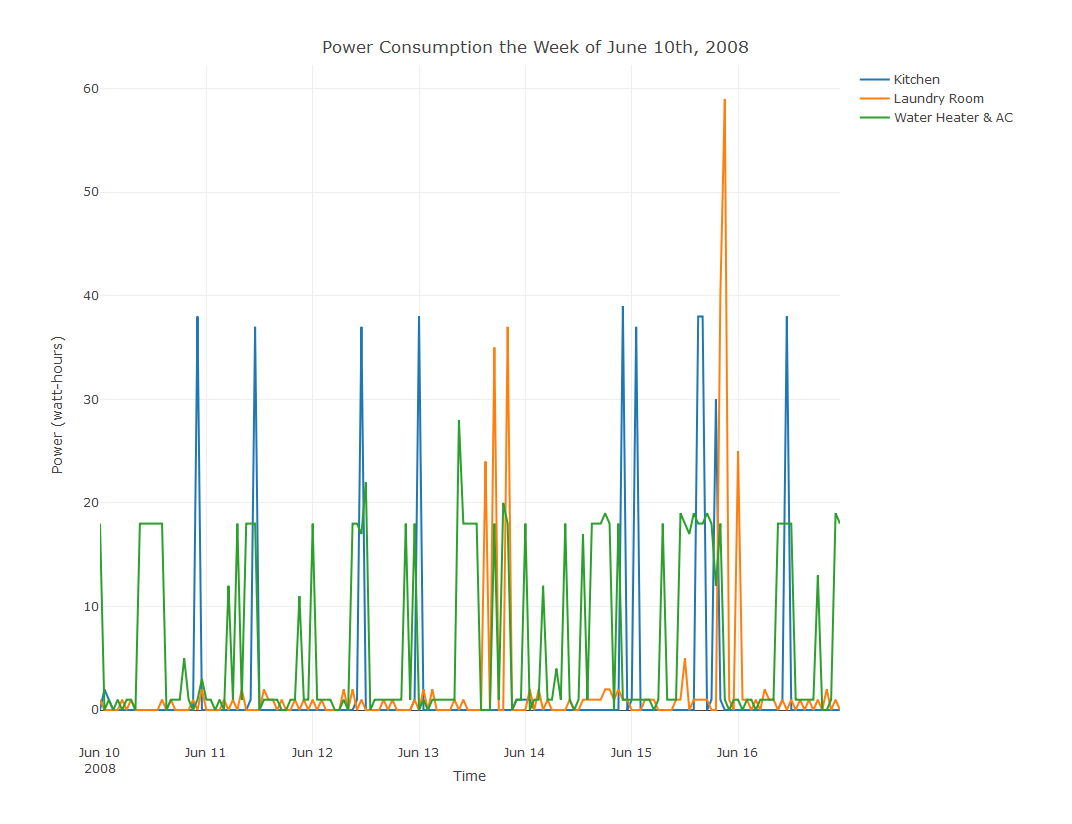 Power Consumption the Week of June 10th, 2008
Kitchen
Laundry Room
Water Heater & AC
60
50
40
30
20
10
0
Power (watt-hours)
Jun 10
2008
Jun 11
Jun 12
Jun 13
Jun 14
Jun 15
Jun 16
Time